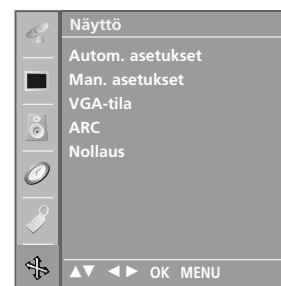 Näyttö
Autom. asetukset
Man. asetukset
VGA-tila
ARC
Nollaus
▲▼ ◄► OK MENU